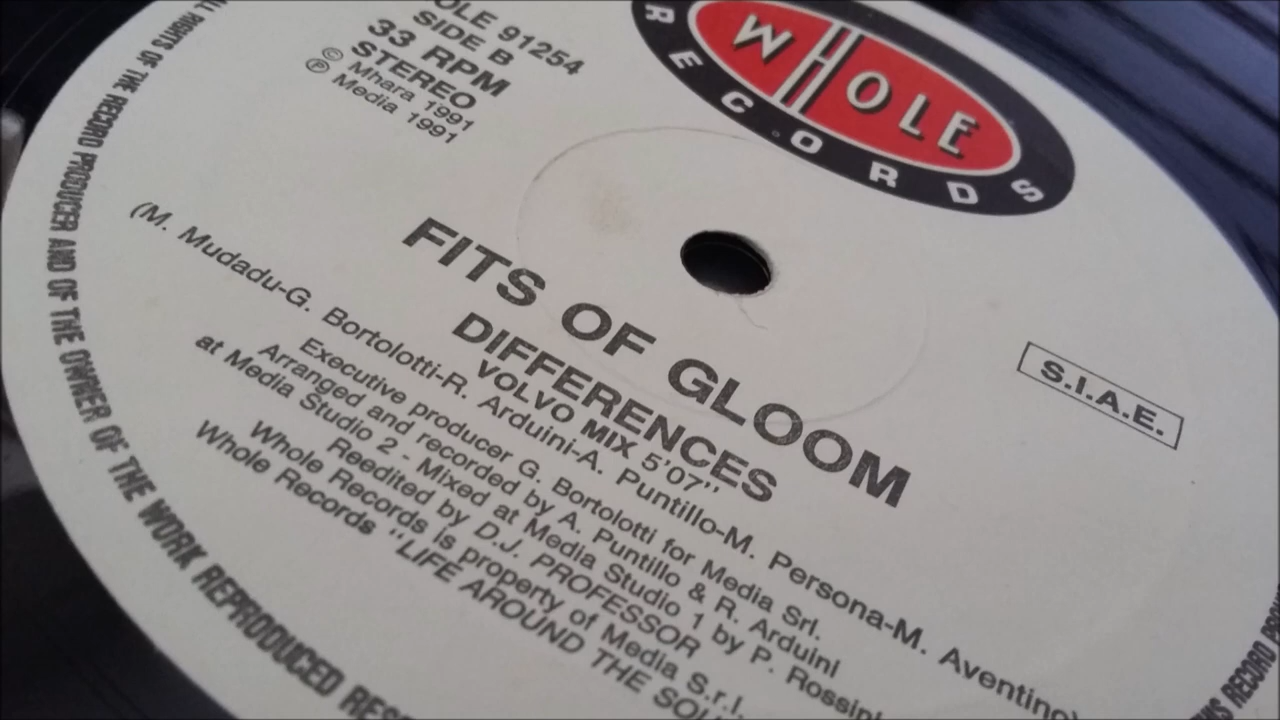 OLE 91254
SIDE B
33 RPM
STEREO
© Mhara 1991
℗ Media 1991
WHOLE
RECORDS
S.I.A.E.
FITS OF GLOOM
DIFFERENCES
VOLVO MIX 5'07"
(M. Mudadu-G. Bortolotti-R. Arduini-A. Puntillo-M. Persona-M. Aventino)
Executive producer G. Bortolotti for Media Srl.
Arranged and recorded by A. Puntillo & R. Arduini
at Media Studio 2 - Mixed at Media Studio 1 by P. Rossini
Reedited by D.J. PROFESSOR
Whole Records is property of Media S.r.l.
Whole Records "LIFE AROUND THE SOU
ALL RIGHTS OF THE RECORD PRODUCER AND OF THE OWNER OF THE WORK REPRODUCED RES
THIS RECORD PRO